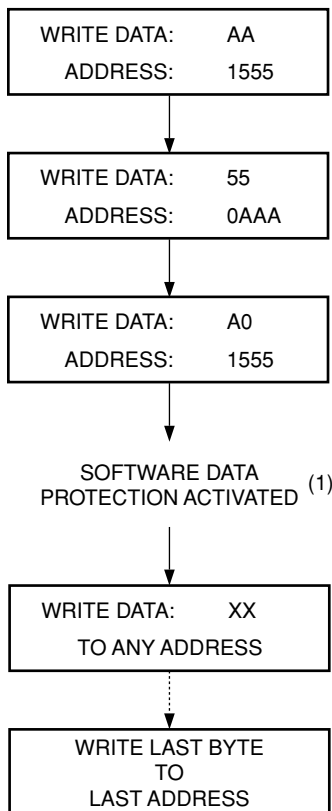 WRITE DATA: AA
ADDRESS: 1555
WRITE DATA: 55
ADDRESS: 0AAA
WRITE DATA: A0
ADDRESS: 1555
SOFTWARE DATA
PROTECTION ACTIVATED (1)
WRITE DATA: XX
TO ANY ADDRESS
WRITE LAST BYTE
TO
LAST ADDRESS